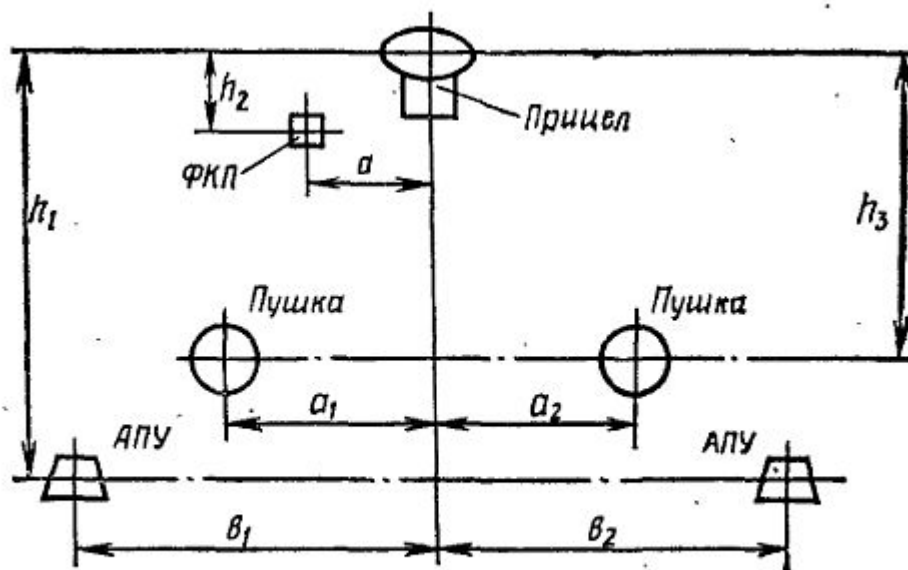 h₂
Прицел
ФКП
a
h₁
h₃
Пушка
Пушка
a₁
a₂
АПУ
АПУ
в₁
в₂